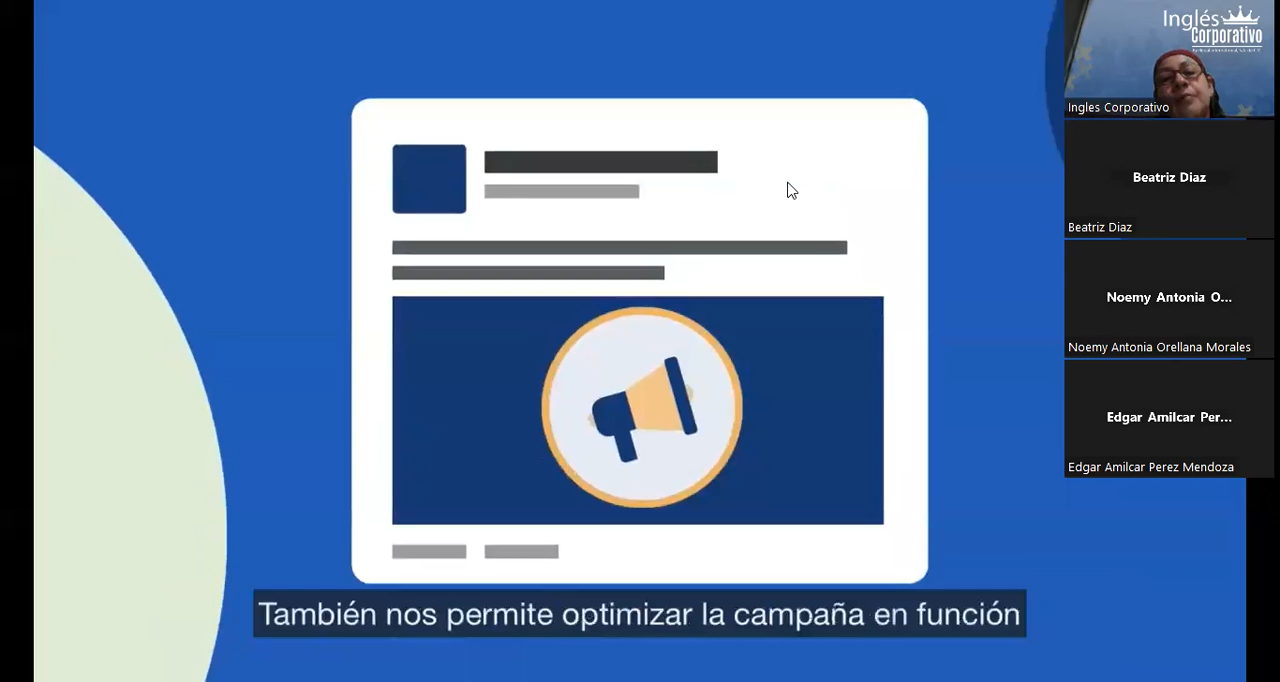 Inglés
Corporativo
Ingles Corporativo
Beatriz Diaz
Beatriz Diaz
Noemy Antonia O...
Noemy Antonia Orellana Morales
Edgar Amilcar Per...
Edgar Amilcar Perez Mendoza
También nos permite optimizar la campaña en función